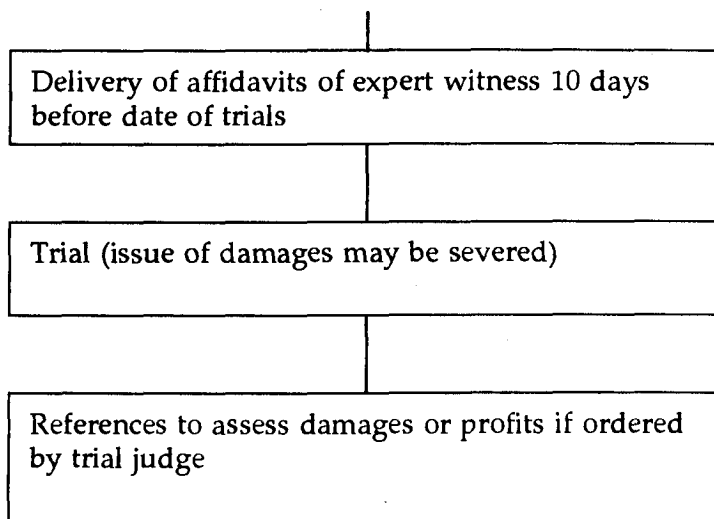 Delivery of affidavits of expert witness 10 days
before date of trials
Trial (issue of damages may be severed)
References to assess damages or profits if ordered
by trial judge